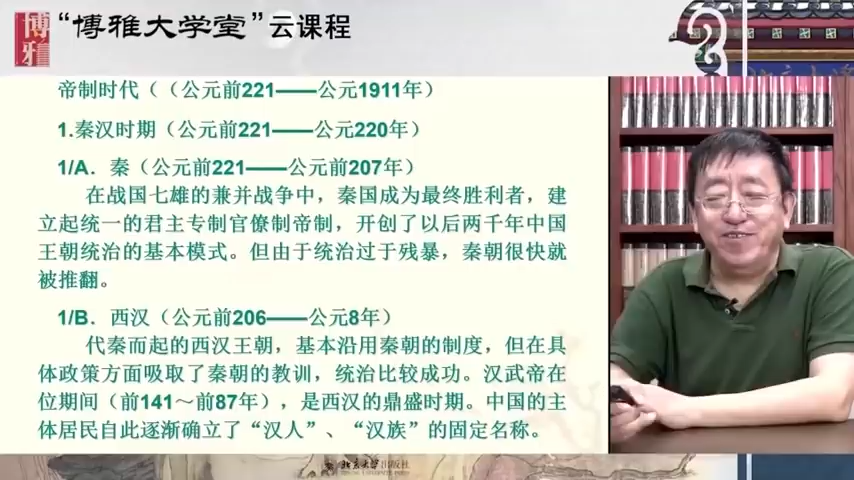 博雅
“博雅大学堂”云课程
帝制时代（（公元前221——公元1911年）
1.秦汉时期（公元前221——公元220年）
1/A．秦（公元前221——公元前207年）
在战国七雄的兼并战争中，秦国成为最终胜利者，建
立起统一的君主专制官僚制帝制，开创了以后两千年中国
王朝统治的基本模式。但由于统治过于残暴，秦朝很快就
被推翻。
1/B．西汉（公元前206——公元8年）
代秦而起的西汉王朝，基本沿用秦朝的制度，但在具
体政策方面吸取了秦朝的教训，统治比较成功。汉武帝在
位期间（前141～前87年），是西汉的鼎盛时期。中国的主
体居民自此逐渐确立了“汉人”、“汉族”的固定名称。
北京大学出版社